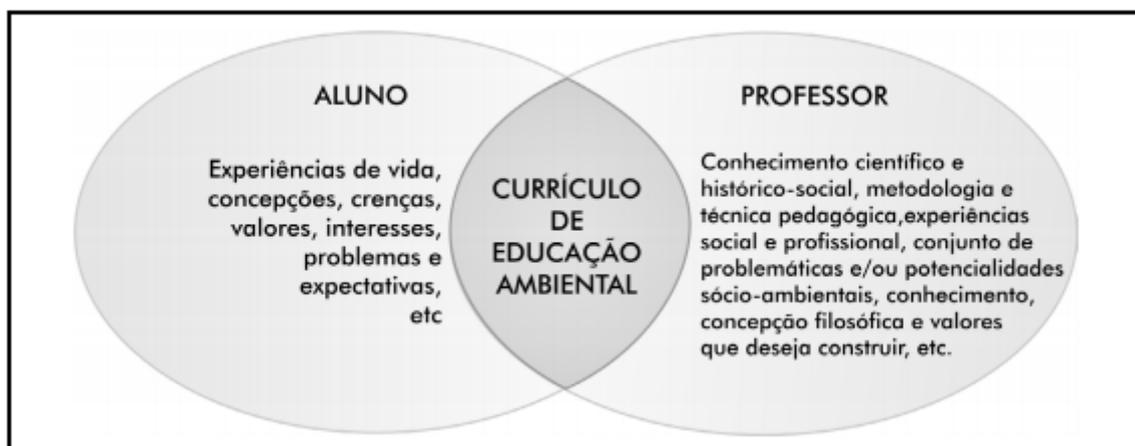 ALUNO
Experiências de vida,
concepções, crenças,
valores, interesses,
problemas e
expectativas,
etc
CURRÍCULO
DE
EDUCAÇÃO
AMBIENTAL
PROFESSOR
Conhecimento científico e
histórico-social, metodologia e
técnica pedagógica,experiências
social e profissional, conjunto de
problemáticas e/ou potencialidades
sócio-ambientais, conhecimento,
concepção filosófica e valores
que deseja construir, etc.